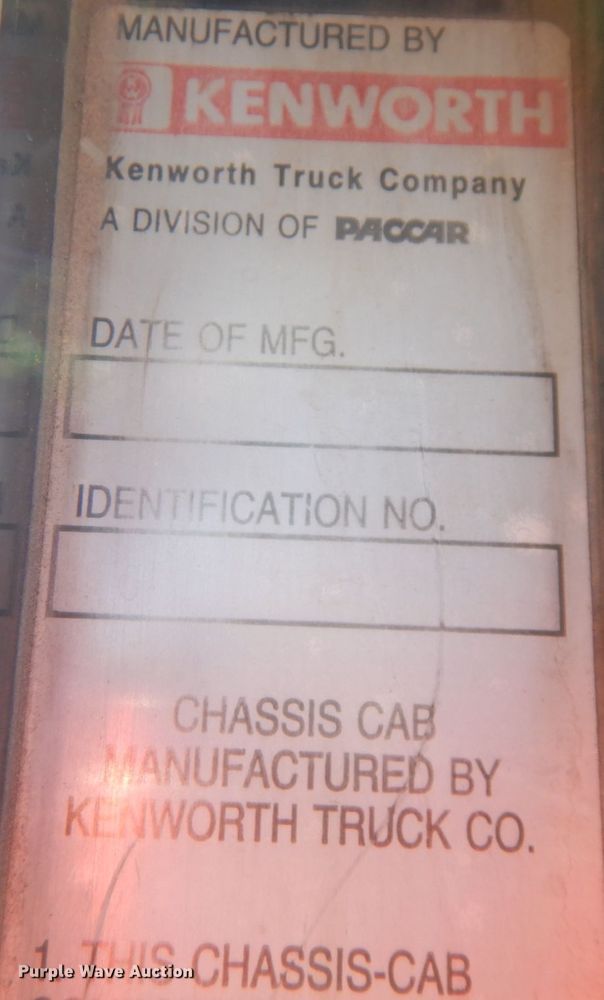 MANUFACTURED BY
KENWORTH
Kenworth Truck Company
A DIVISION OF PACCAR
DATE OF MFG.
IDENTIFICATION NO.
CHASSIS CAB
MANUFACTURED BY
KENWORTH TRUCK CO.
1. THIS CHASSIS-CAB
Purple Wave Auction